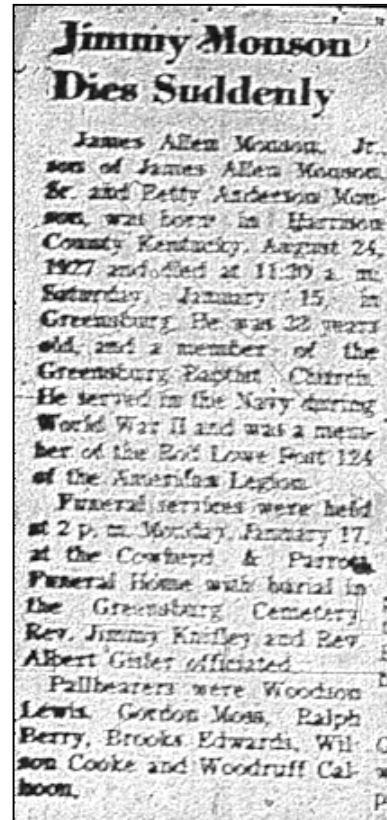 Jimmy Monson
Dies Suddenly
James Allen Monson, Jr.
son of James Allen Monson,
Sr. and Betty Anderson Mon-
son, was born in Harrison
County Kentucky, August 24,
1927 and died at 11:30 a. m.
Saturday, January 15, in
Greensburg. He was years
old, and a member of the
Greensburg Baptist Church.
He served in the Navy during
World War II and was a mem-
ber of the Lowe Post 124
of the American Legion.
Funeral services were held
at 2 p. m. Monday, January 17,
at the Cowherd & Parrott
Funeral Home with burial in
the Greensburg Cemetery.
Rev. Jimmy Knifley and Rev.
Albert officiated.
Pallbearers were Woodson
Lewis, Gordon Moss, Ralph
Berry, Brooks Edwards, Wil-
son Cooke and Woodruff Cal-
hoon.